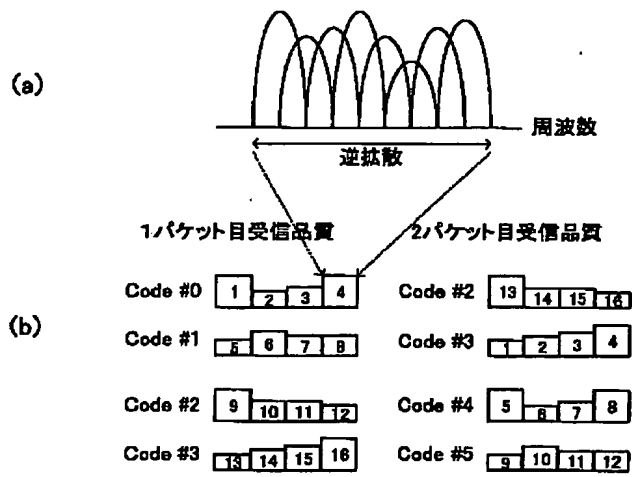 (a)
周波数
逆拡散
1パケット目受信品質
2パケット目受信品質
(b)
Code #0 1 2 3 4
Code #2 13 14 15 16
Code #1 5 6 7 8
Code #3 1 2 3 4
Code #2 9 10 11 12
Code #4 5 6 7 8
Code #3 13 14 15 16
Code #5 9 10 11 12